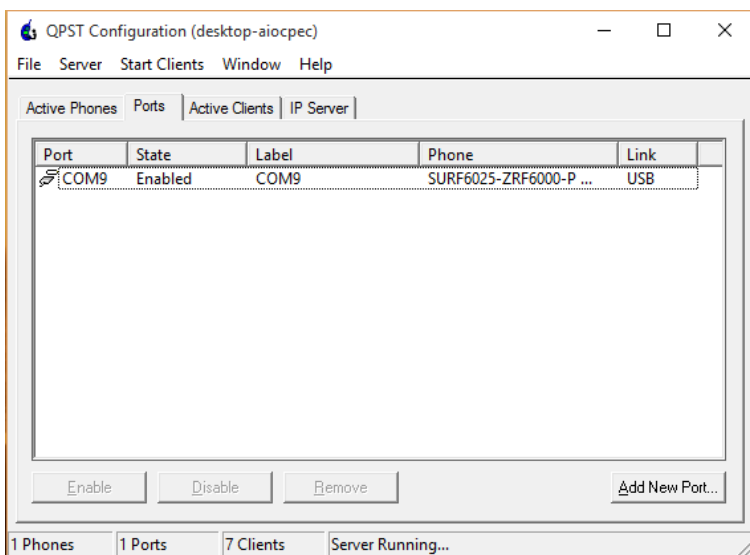 QPST Configuration (desktop-aiocpec)
File Server Start Clients Window Help
Active Phones Ports Active Clients IP Server
Port State Label Phone Link
COM9 Enabled COM9 SURF6025-ZRF6000-P ... USB
Enable Disable Remove Add New Port...
1 Phones 1 Ports 7 Clients Server Running...